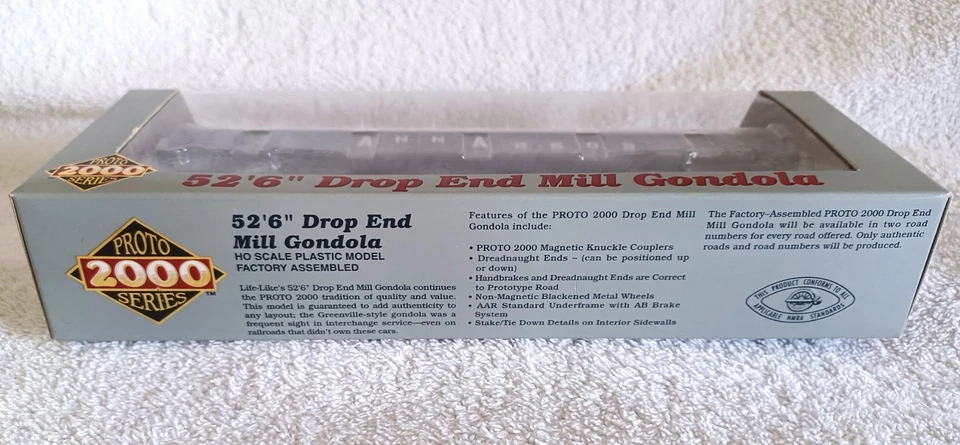 PROTO
2000
SERIES
52'6" Drop End Mill Gondola
PROTO
2000
SERIES
™
52'6" Drop End
Mill Gondola
HO SCALE PLASTIC MODEL
FACTORY ASSEMBLED
Life-Like's 52'6" Drop End Mill Gondola continues
the PROTO 2000 tradition of quality and value.
This model is guaranteed to add authenticity to
any layout; the Greenville-style gondola was a
frequent sight in interchange service—even on
railroads that didn't own these cars.
Features of the PROTO 2000 Drop End Mill
Gondola include:
• PROTO 2000 Magnetic Knuckle Couplers
• Dreadnaught Ends – (can be positioned up
or down)
• Handbrakes and Dreadnaught Ends are Correct
to Prototype Road
• Non-Magnetic Blackened Metal Wheels
• AAR Standard Underframe with AB Brake
System
• Stake/Tie Down Details on Interior Sidewalls
The Factory-Assembled PROTO 2000 Drop End
Mill Gondola will be available in two road
numbers for every road offered. Only authentic
roads and road numbers will be produced.
THIS PRODUCT CONFORMS TO ALL
APPLICABLE NMRA STANDARDS